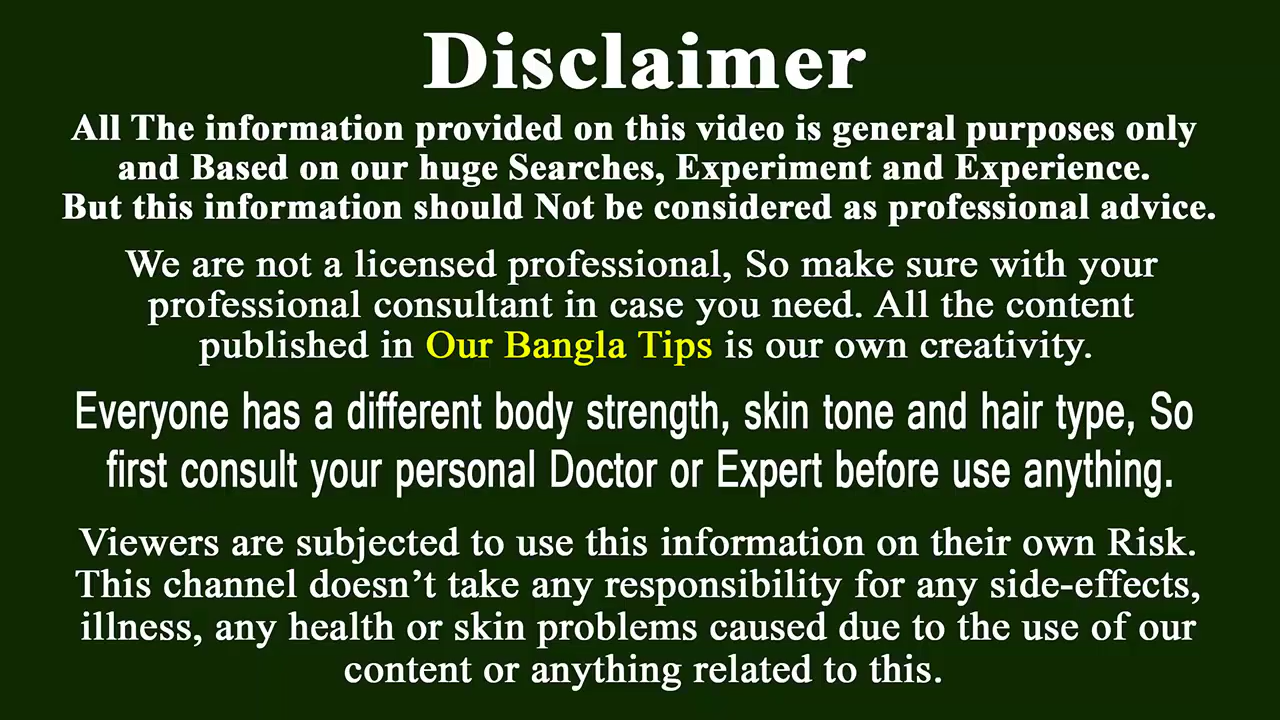 Disclaimer
All The information provided on this video is general purposes only
and Based on our huge Searches, Experiment and Experience.
But this information should Not be considered as professional advice.
We are not a licensed professional, So make sure with your
professional consultant in case you need. All the content
published in Our Bangla Tips is our own creativity.
Everyone has a different body strength, skin tone and hair type, So
first consult your personal Doctor or Expert before use anything.
Viewers are subjected to use this information on their own Risk.
This channel doesn’t take any responsibility for any side-effects,
illness, any health or skin problems caused due to the use of our
content or anything related to this.